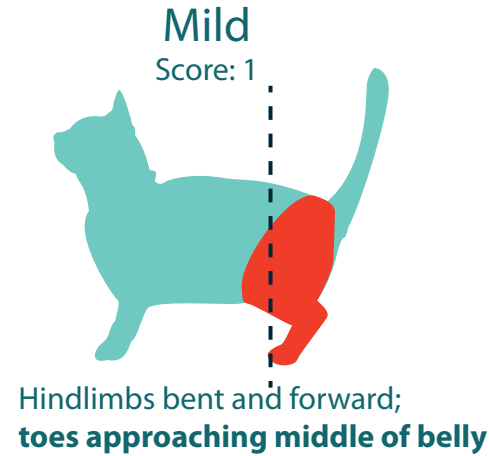 Mild
Score: 1
Hindlimbs bent and forward;
toes approaching middle of belly